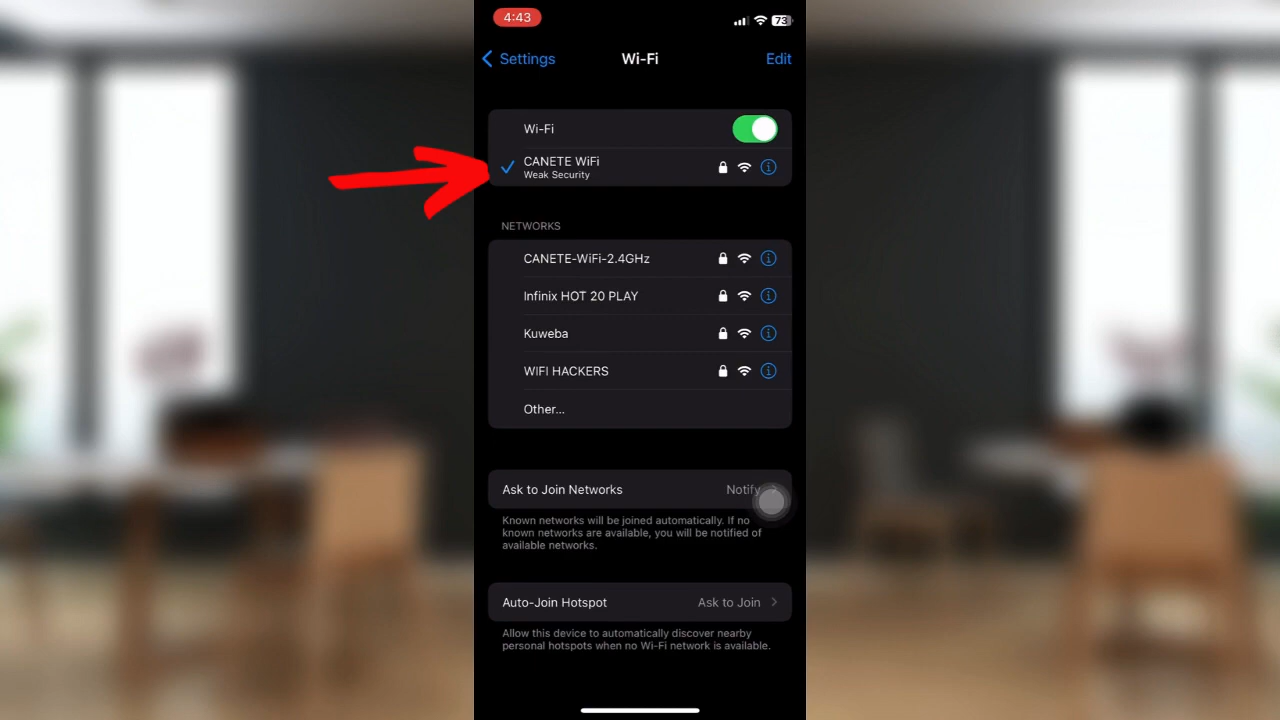 4:43
73
Settings
Wi-Fi
Edit
Wi-Fi
CANETE WiFi
Weak Security
NETWORKS
CANETE-WiFi-2.4GHz
Infinix HOT 20 PLAY
Kuweba
WIFI HACKERS
Other...
Ask to Join Networks
Notify
Known networks will be joined automatically. If no
known networks are available, you will be notified of
available networks.
Auto-Join Hotspot
Ask to Join
Allow this device to automatically discover nearby
personal hotspots when no Wi-Fi network is available.